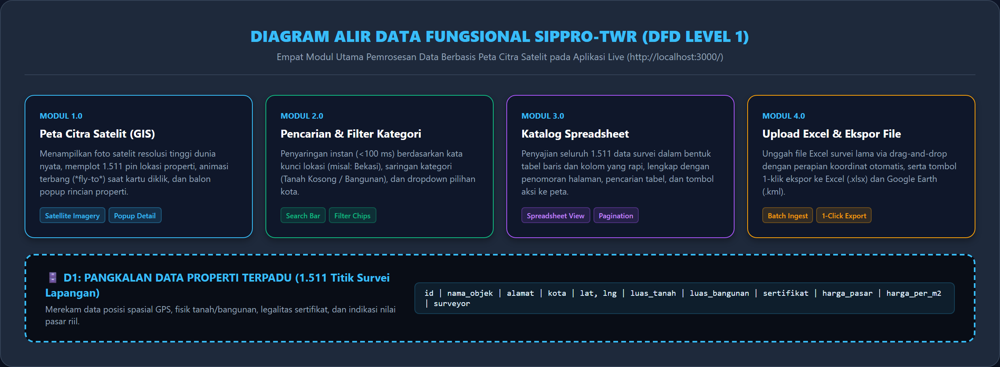 DIAGRAM ALIR DATA FUNGSIONAL SIPPRO-TWR (DFD LEVEL 1)
Empat Modul Utama Pemrosesan Data Berbasis Peta Citra Satelit pada Aplikasi Live (http://localhost:3000/)
MODUL 1.0
Peta Citra Satelit (GIS)
Menampilkan foto satelit resolusi tinggi dunia
nyata, memplot 1.511 pin lokasi properti, animasi
terbang (*fly-to*) saat kartu diklik, dan balon
popup rincian properti.
Satellite Imagery
Popup Detail
MODUL 2.0
Pencarian & Filter Kategori
Penyaringan instan (<100 ms) berdasarkan kata
kunci lokasi (misal: Bekasi), saringan kategori
(Tanah Kosong / Bangunan), dan dropdown pilihan
kota.
Search Bar
Filter Chips
MODUL 3.0
Katalog Spreadsheet
Penyajian seluruh 1.511 data survei dalam bentuk
tabel baris dan kolom yang rapi, lengkap dengan
penomoran halaman, pencarian tabel, dan tombol
aksi ke peta.
Spreadsheet View
Pagination
MODUL 4.0
Upload Excel & Ekspor File
Unggah file Excel survei lama via drag-and-drop
dengan perapian koordinat otomatis, serta tombol
1-klik ekspor ke Excel (.xlsx) dan Google Earth
(.kml).
Batch Ingest
1-Click Export
D1: PANGKALAN DATA PROPERTI TERPADU (1.511 Titik Survei
Lapangan)
Merekam data posisi spasial GPS, fisik tanah/bangunan, legalitas sertifikat, dan indikasi nilai
pasar riil.
id | nama_objek | alamat | kota | lat, lng | luas_tanah | luas_bangunan | sertifikat | harga_pasar | harga_per_m2
| surveyor